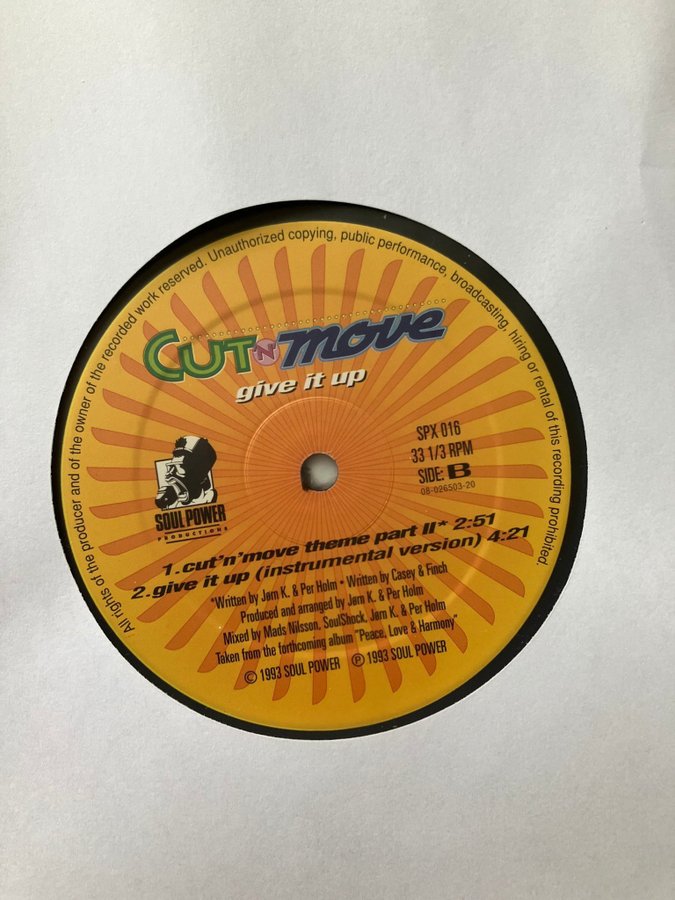 All rights of the producer and of the owner of the recorded work reserved. Unauthorized copying, public performance, broadcasting, hiring or rental of this recording prohibited.
CUT 'N' move
give it up
SPX 016
33 1/3 RPM
SIDE: B
08-026503-20
SOUL POWER
PRODUCTIONS
1.cut'n'move theme part II* 2:51
2.give it up (instrumental version) 4:21
*Written by Jam K. & Per Holm • Written by Casey & Finch
Produced and arranged by Jam K. & Per Holm
Mixed by Mads Nilsson, SoulShock, Jam K. & Per Holm
Taken from the forthcoming album "Peace, Love & Harmony"
© 1993 SOUL POWER ℗ 1993 SOUL POWER